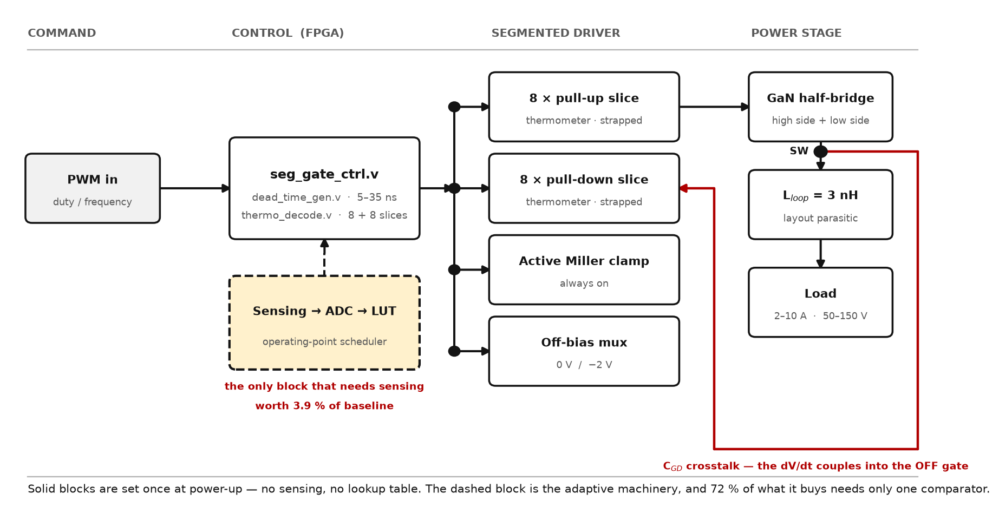 COMMAND
CONTROL (FPGA)
SEGMENTED DRIVER
POWER STAGE
PWM in
duty / frequency
seg_gate_ctrl.v
dead_time_gen.v · 5–35 ns
thermo_decode.v · 8 + 8 slices
Sensing → ADC → LUT
operating-point scheduler
the only block that needs sensing
worth 3.9 % of baseline
8 × pull-up slice
thermometer · strapped
8 × pull-down slice
thermometer · strapped
Active Miller clamp
always on
Off-bias mux
0 V / −2 V
GaN half-bridge
high side + low side
SW
Lloop = 3 nH
layout parasitic
Load
2–10 A · 50–150 V
CGD crosstalk — the dV/dt couples into the OFF gate
Solid blocks are set once at power-up — no sensing, no lookup table. The dashed block is the adaptive machinery, and 72 % of what it buys needs only one comparator.